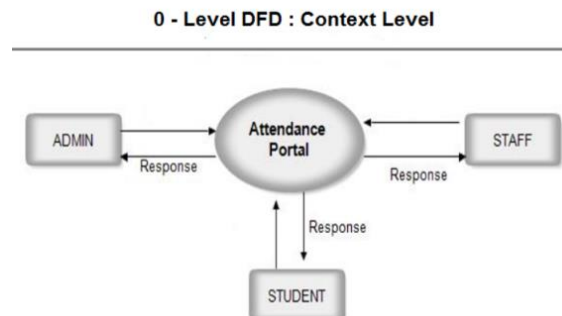 0 - Level DFD : Context Level
Attendance
Portal
ADMIN
STAFF
Response
Response
Response
STUDENT